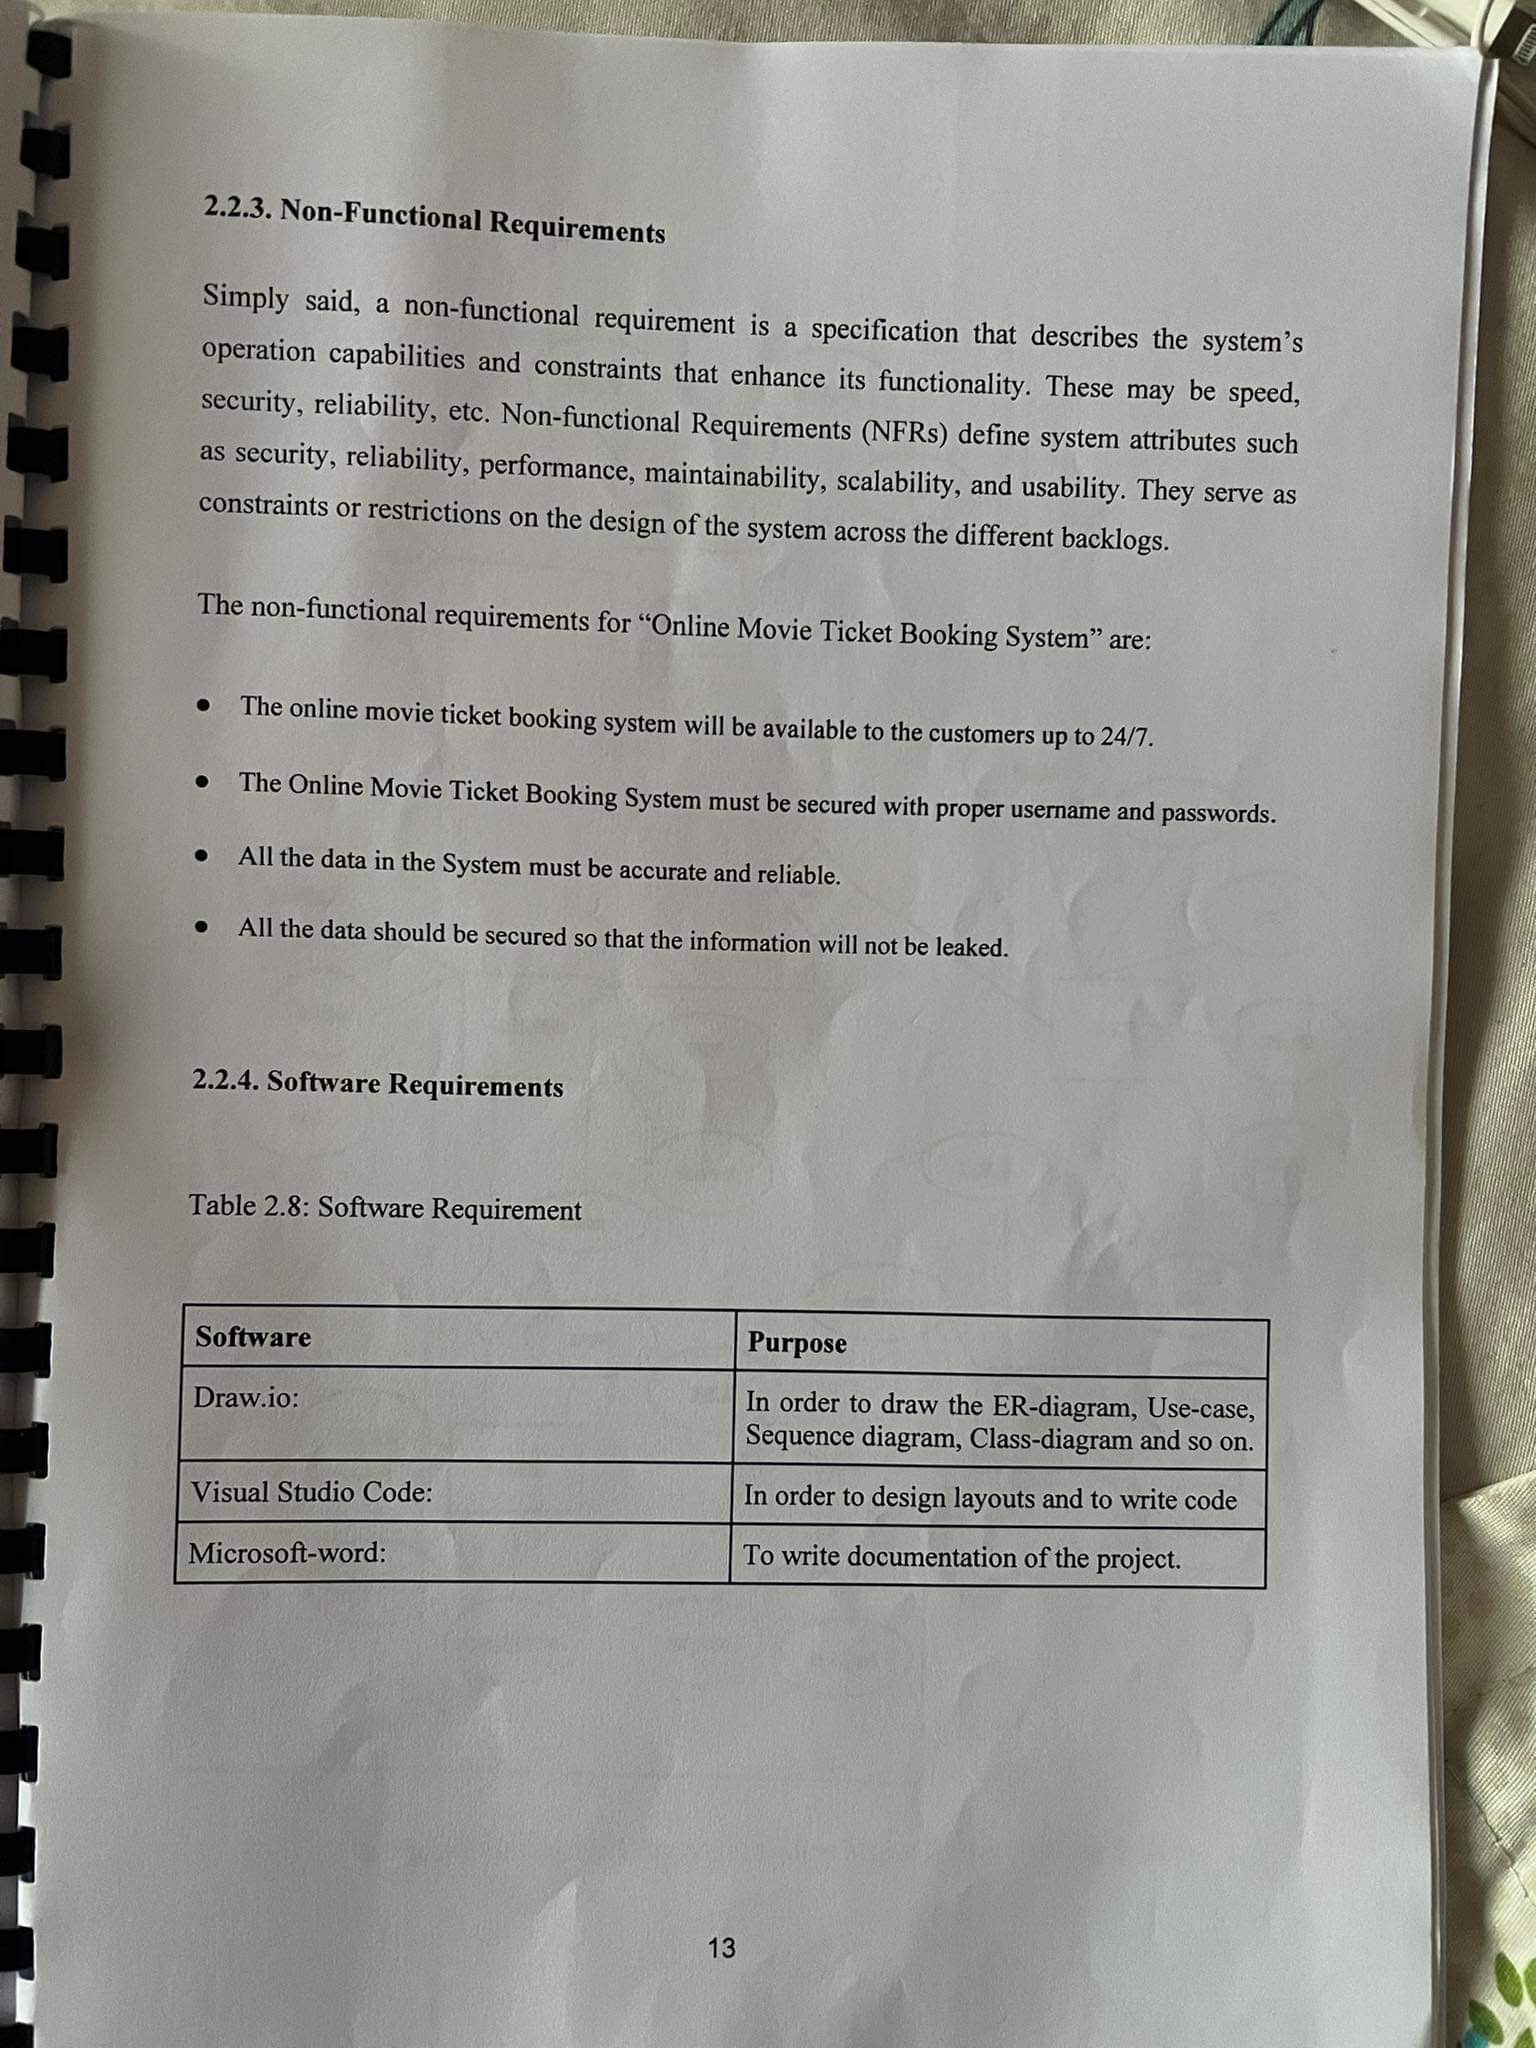 2.2.3. Non-Functional Requirements
Simply said, a non-functional requirement is a specification that describes the system’s
operation capabilities and constraints that enhance its functionality. These may be speed,
security, reliability, etc. Non-functional Requirements (NFRs) define system attributes such
as security, reliability, performance, maintainability, scalability, and usability. They serve as
constraints or restrictions on the design of the system across the different backlogs.
The non-functional requirements for “Online Movie Ticket Booking System” are:
● The online movie ticket booking system will be available to the customers up to 24/7.
● The Online Movie Ticket Booking System must be secured with proper username and passwords.
● All the data in the System must be accurate and reliable.
● All the data should be secured so that the information will not be leaked.
2.2.4. Software Requirements
Table 2.8: Software Requirement
Software Purpose
Draw.io: In order to draw the ER-diagram, Use-case,
Sequence diagram, Class-diagram and so on.
Visual Studio Code: In order to design layouts and to write code
Microsoft-word: To write documentation of the project.
13